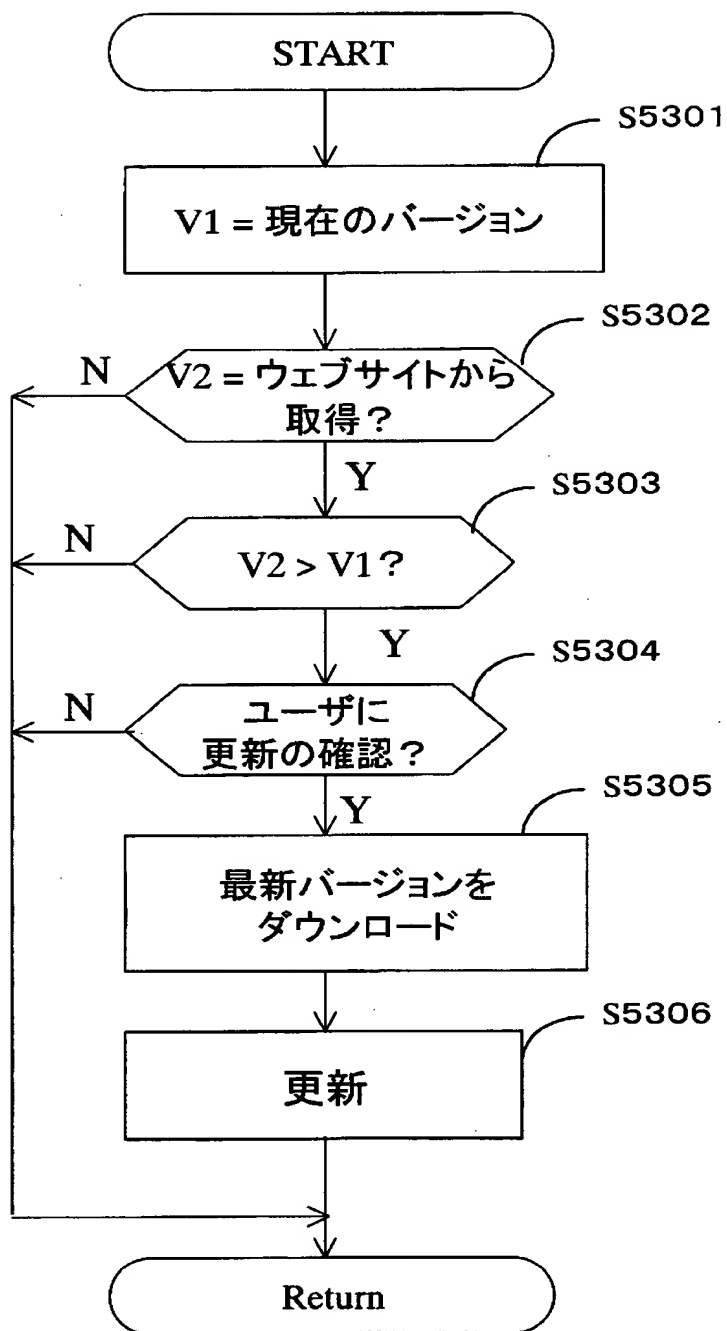 START
S5301
V1 = 現在のバージョン
S5302
N
V2 = ウェブサイトから
取得？
Y
S5303
N
V2 > V1？
Y
S5304
N
ユーザに
更新の確認？
Y
S5305
最新バージョンを
ダウンロード
S5306
更新
Return